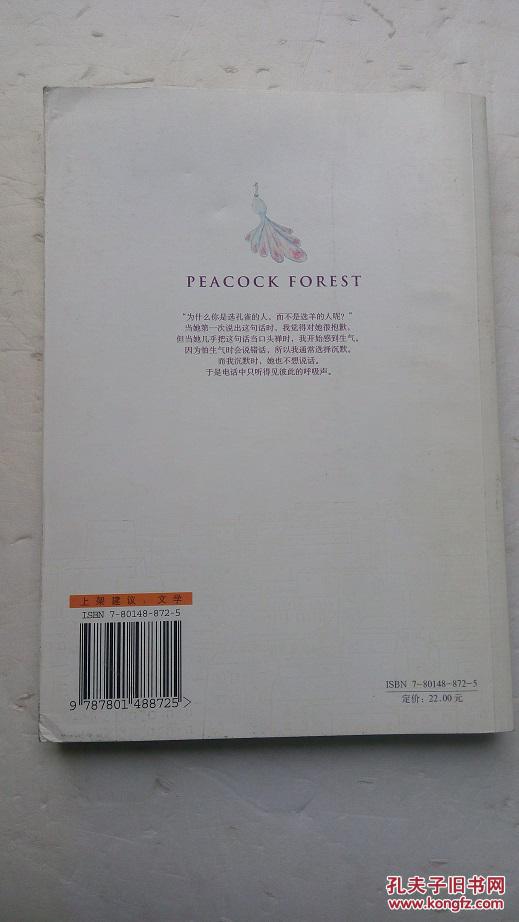 PEACOCK FOREST
“为什么你是选孔雀的人，而不是选羊的人呢？”
当她第一次说出这句话时，我觉得对她很抱歉，
但当她几乎把这句话当口头禅时，我开始感到生气。
因为怕生气时会说错话，所以我通常选择沉默。
而我沉默时，她也不想说话。
于是电话中只听得见彼此的呼吸声。
上架建议：文学
ISBN 7-80148-872-5
9 787801 488725 >
ISBN 7-80148-872-5
定价：22.00元
孔夫子旧书网
www.kongfz.com